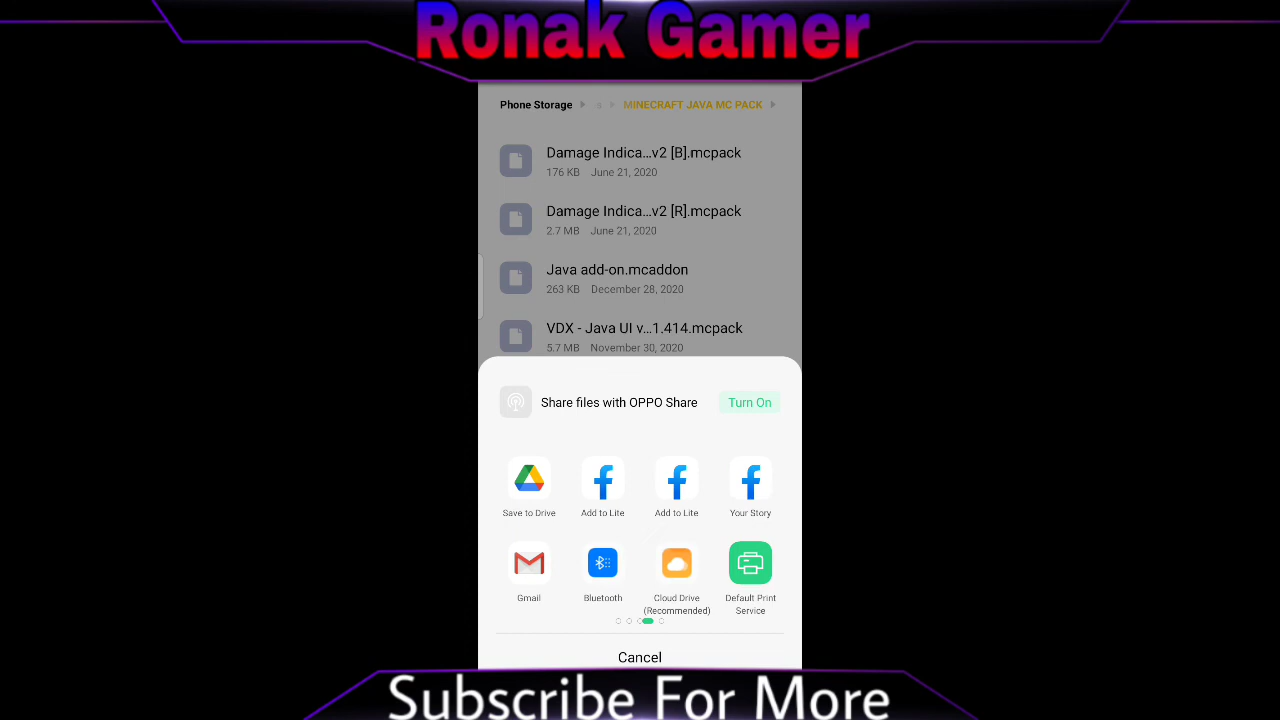 Ronak Gamer
Phone Storage s MINECRAFT JAVA MC PACK
Damage Indica...v2 [B].mcpack
176 KB June 21, 2020
Damage Indica...v2 [R].mcpack
2.7 MB June 21, 2020
Java add-on.mcaddon
263 KB December 28, 2020
VDX - Java UI v...1.414.mcpack
5.7 MB November 30, 2020
Share files with OPPO Share Turn On
Save to Drive Add to Lite Add to Lite Your Story
Gmail Bluetooth Cloud Drive Default Print
(Recommended) Service
Cancel
Subscribe For More